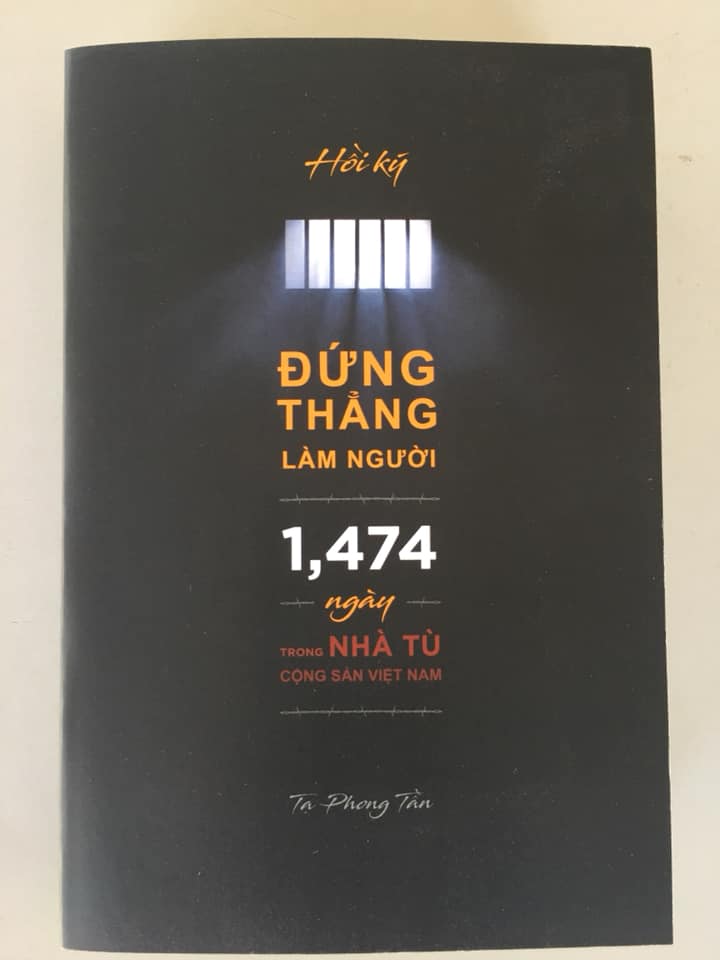 Hồi ký
ĐỨNG
THẲNG
LÀM NGƯỜI
1,474
ngày
TRONG NHÀ TÙ
CỘNG SẢN VIỆT NAM
Tạ Phong Tần